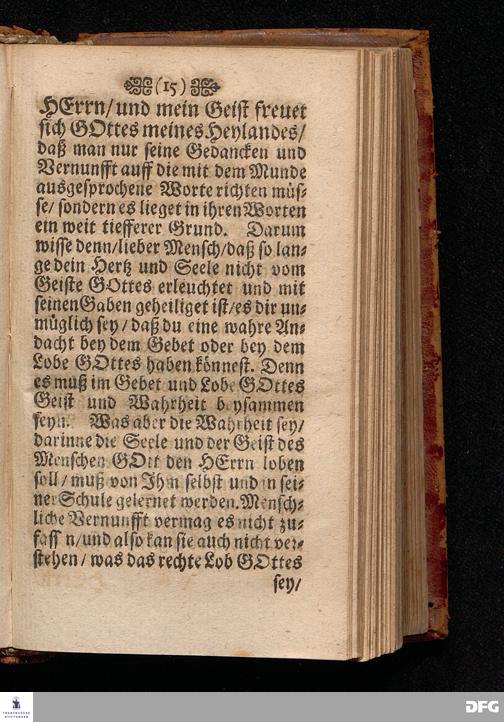 (15)
HErrn/ und mein Geist freuet
sich GOttes meines Heylandes/
daß man nur seine Gedancken und
Vernunfft auff die mit dem Munde
ausgesprochene Worte richten müs-
se/ sondern es lieget in ihren Worten
ein weit tiefferer Grund. Darum
wisse denn/ lieber Mensch/ daß so lan-
ge dein Hertz und Seele nicht vom
Geiste GOttes erleuchtet und mit
seinen Gaben geheiliget ist/ es dir un-
müglich sey/ daß du eine wahre An-
dacht bey dem Gebet oder bey dem
Lobe GOttes haben könnest. Denn
es muß im Gebet und Lobe GOttes
Geist und Wahrheit beysammen
seyn. Was aber die Wahrheit sey/
darinne die Seele und der Geist des
Menschen GOtt den HErrn loben
soll/ muß von Ihm selbst und in sei-
ner Schule gelernet werden. Mensch-
liche Vernunfft vermag es nicht zu-
fassen/ und also kan sie auch nicht ver-
stehen/ was das rechte Lob GOttes
sey/
FRANCKESCHE STIFTUNGEN
DFG